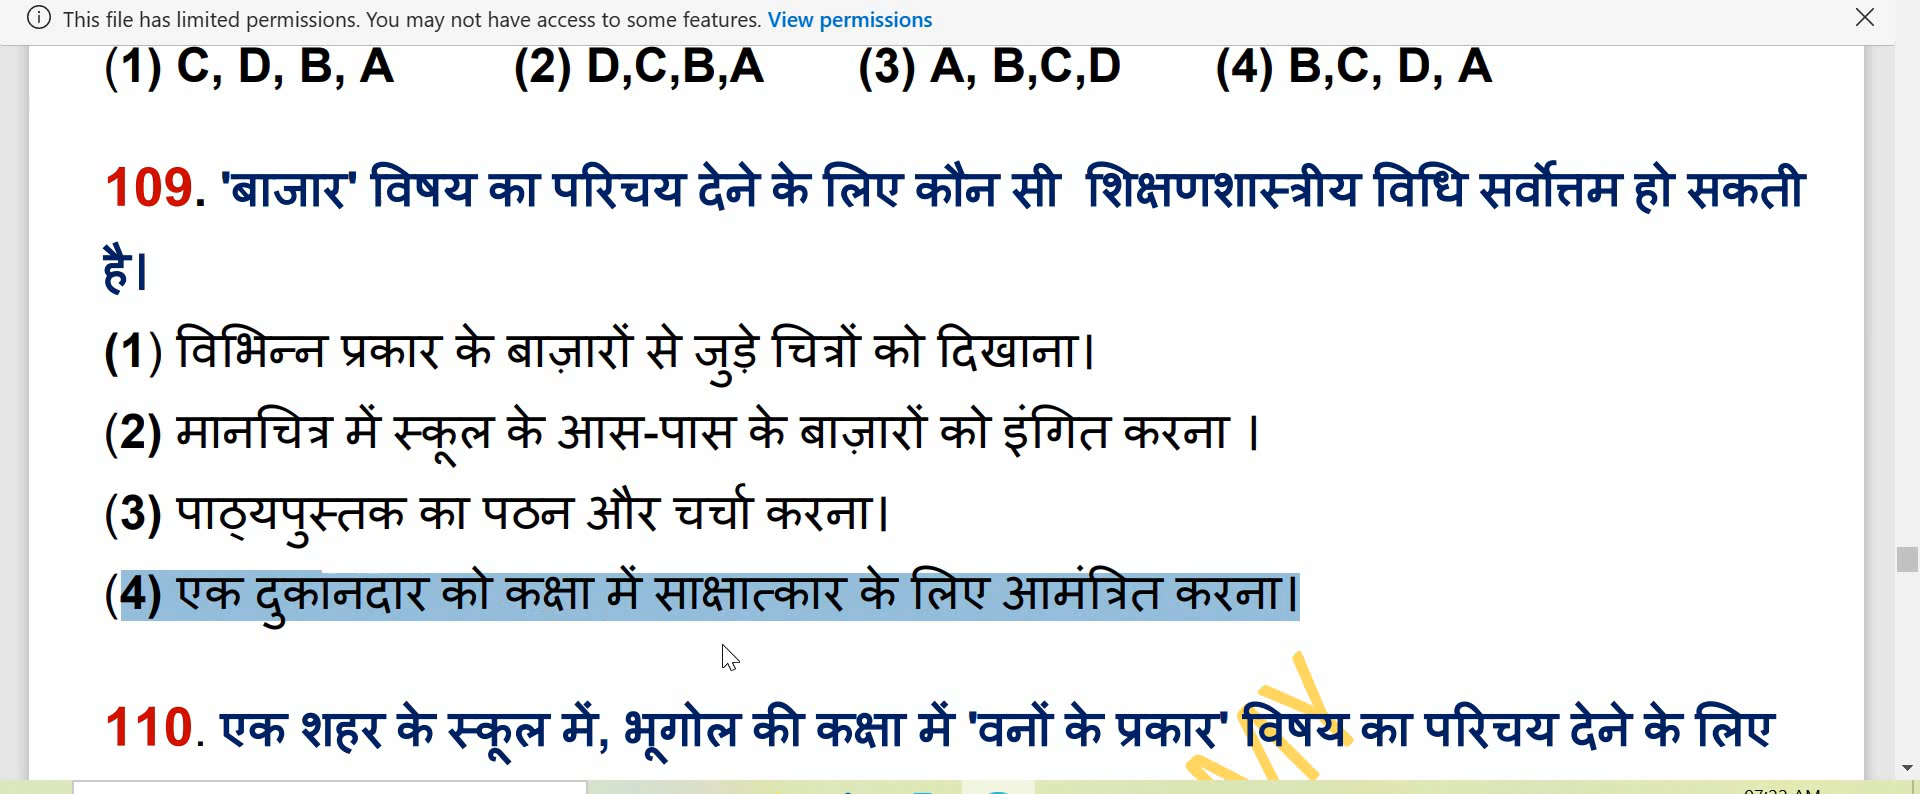 This file has limited permissions. You may not have access to some features. View permissions
(1) C, D, B, A (2) D,C,B,A (3) A, B,C,D (4) B,C, D, A
109. 'बाजार' विषय का परिचय देने के लिए कौन सी शिक्षणशास्त्रीय विधि सर्वोत्तम हो सकती
है।
(1) विभिन्न प्रकार के बाज़ारों से जुड़े चित्रों को दिखाना।
(2) मानचित्र में स्कूल के आस-पास के बाज़ारों को इंगित करना ।
(3) पाठ्यपुस्तक का पठन और चर्चा करना।
(4) एक दुकानदार को कक्षा में साक्षात्कार के लिए आमंत्रित करना।
110. एक शहर के स्कूल में, भूगोल की कक्षा में 'वनों के प्रकार' विषय का परिचय देने के लिए